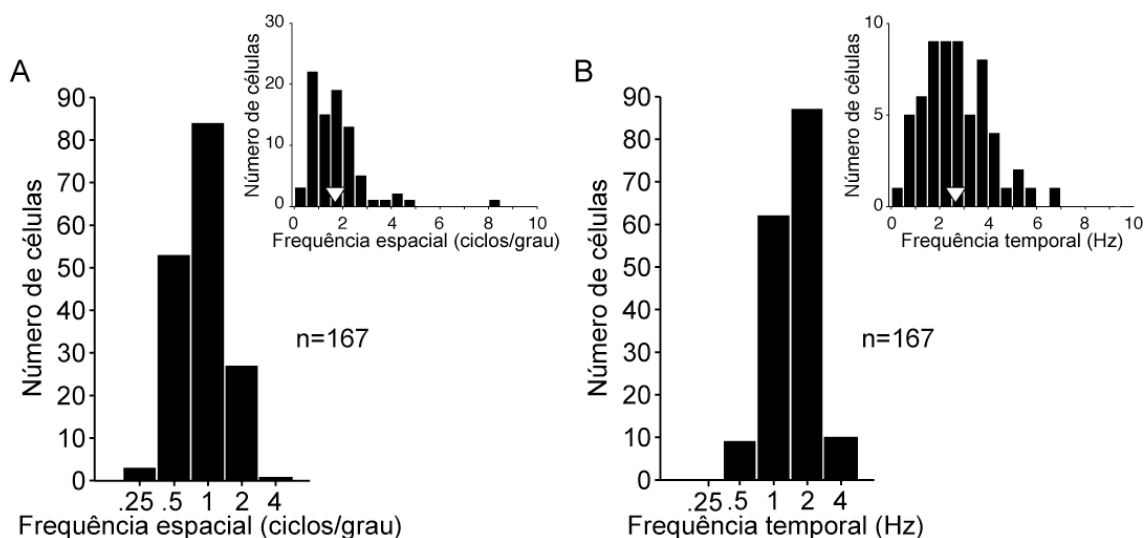 A
Número de células
90
80
70
60
50
40
30
20
10
0
.25 .5 1 2 4
Frequência espacial (ciclos/grau)
n=167
Número de células
30
20
10
0
0 2 4 6 8 10
Frequência espacial (ciclos/grau)
B
Número de células
90
80
70
60
50
40
30
20
10
0
.25 .5 1 2 4
Frequência temporal (Hz)
n=167
Número de células
10
5
0
0 2 4 6 8 10
Frequência temporal (Hz)